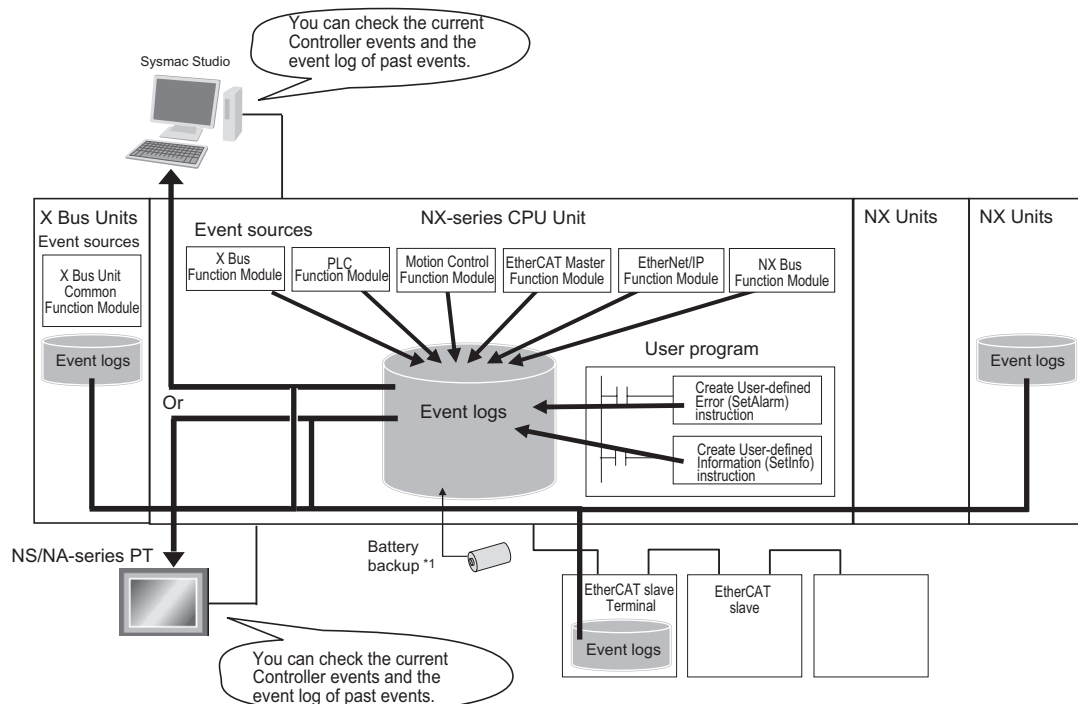 You can check the current
Controller events and the
event log of past events.
Sysmac Studio
X Bus Units
Event sources
X Bus Unit
Common
Function Module
Event logs
NX-series CPU Unit
Event sources
X Bus
Function Module
PLC
Function Module
Motion Control
Function Module
EtherCAT Master
Function Module
EtherNet/IP
Function Module
NX Bus
Function Module
Event logs
User program
Create User-defined
Error (SetAlarm)
instruction
Create User-defined
Information (SetInfo)
instruction
NX Units
NX Units
Event logs
Or
NS/NA-series PT
Battery
backup *1
EtherCAT slave
Terminal
Event logs
EtherCAT
slave
You can check the current
Controller events and the
event log of past events.